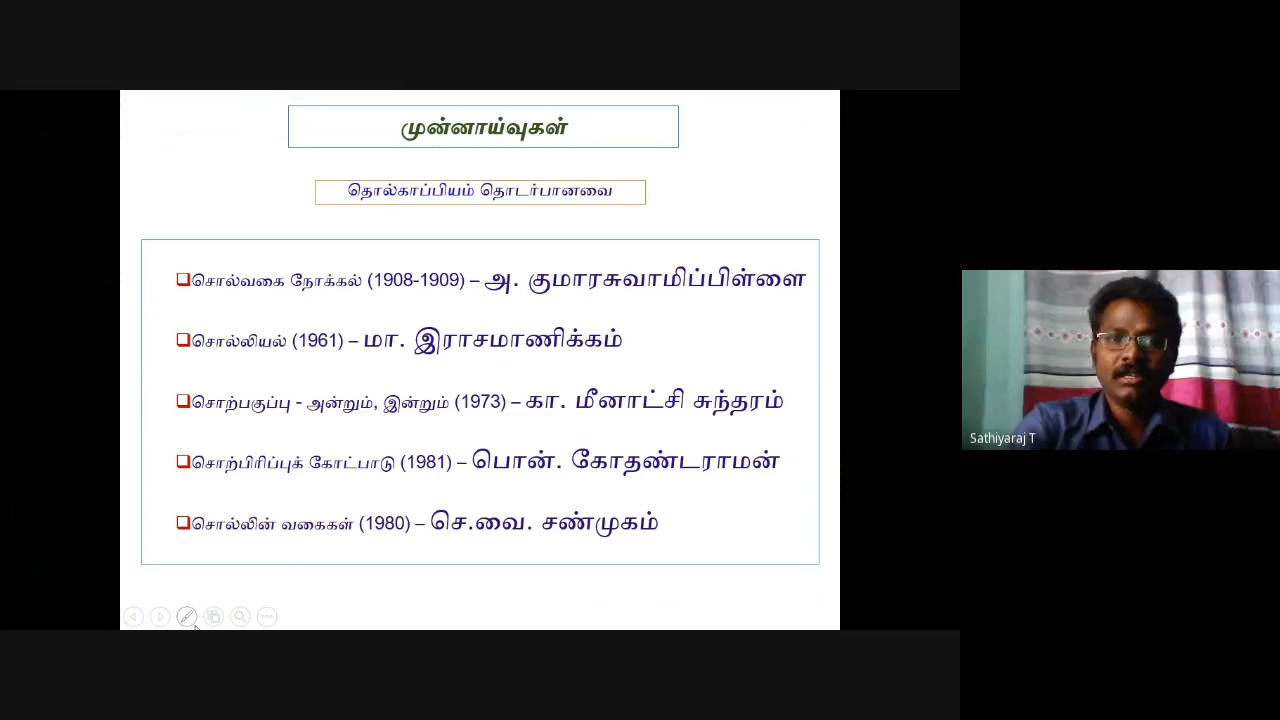 முன்னாய்வுகள்
தொல்காப்பியம் தொடர்பானவை
சொல்வகை நோக்கல் (1908-1909) – அ. குமாரசுவாமிப்பிள்ளை
சொல்லியல் (1961) – மா. இராசமாணிக்கம்
சொற்பகுப்பு - அன்றும், இன்றும் (1973) – கா. மீனாட்சி சுந்தரம்
சொற்பிரிப்புக் கோட்பாடு (1981) – பொன். கோதண்டராமன்
சொல்லின் வகைகள் (1980) – செ.வை. சண்முகம்
Sathiyaraj T